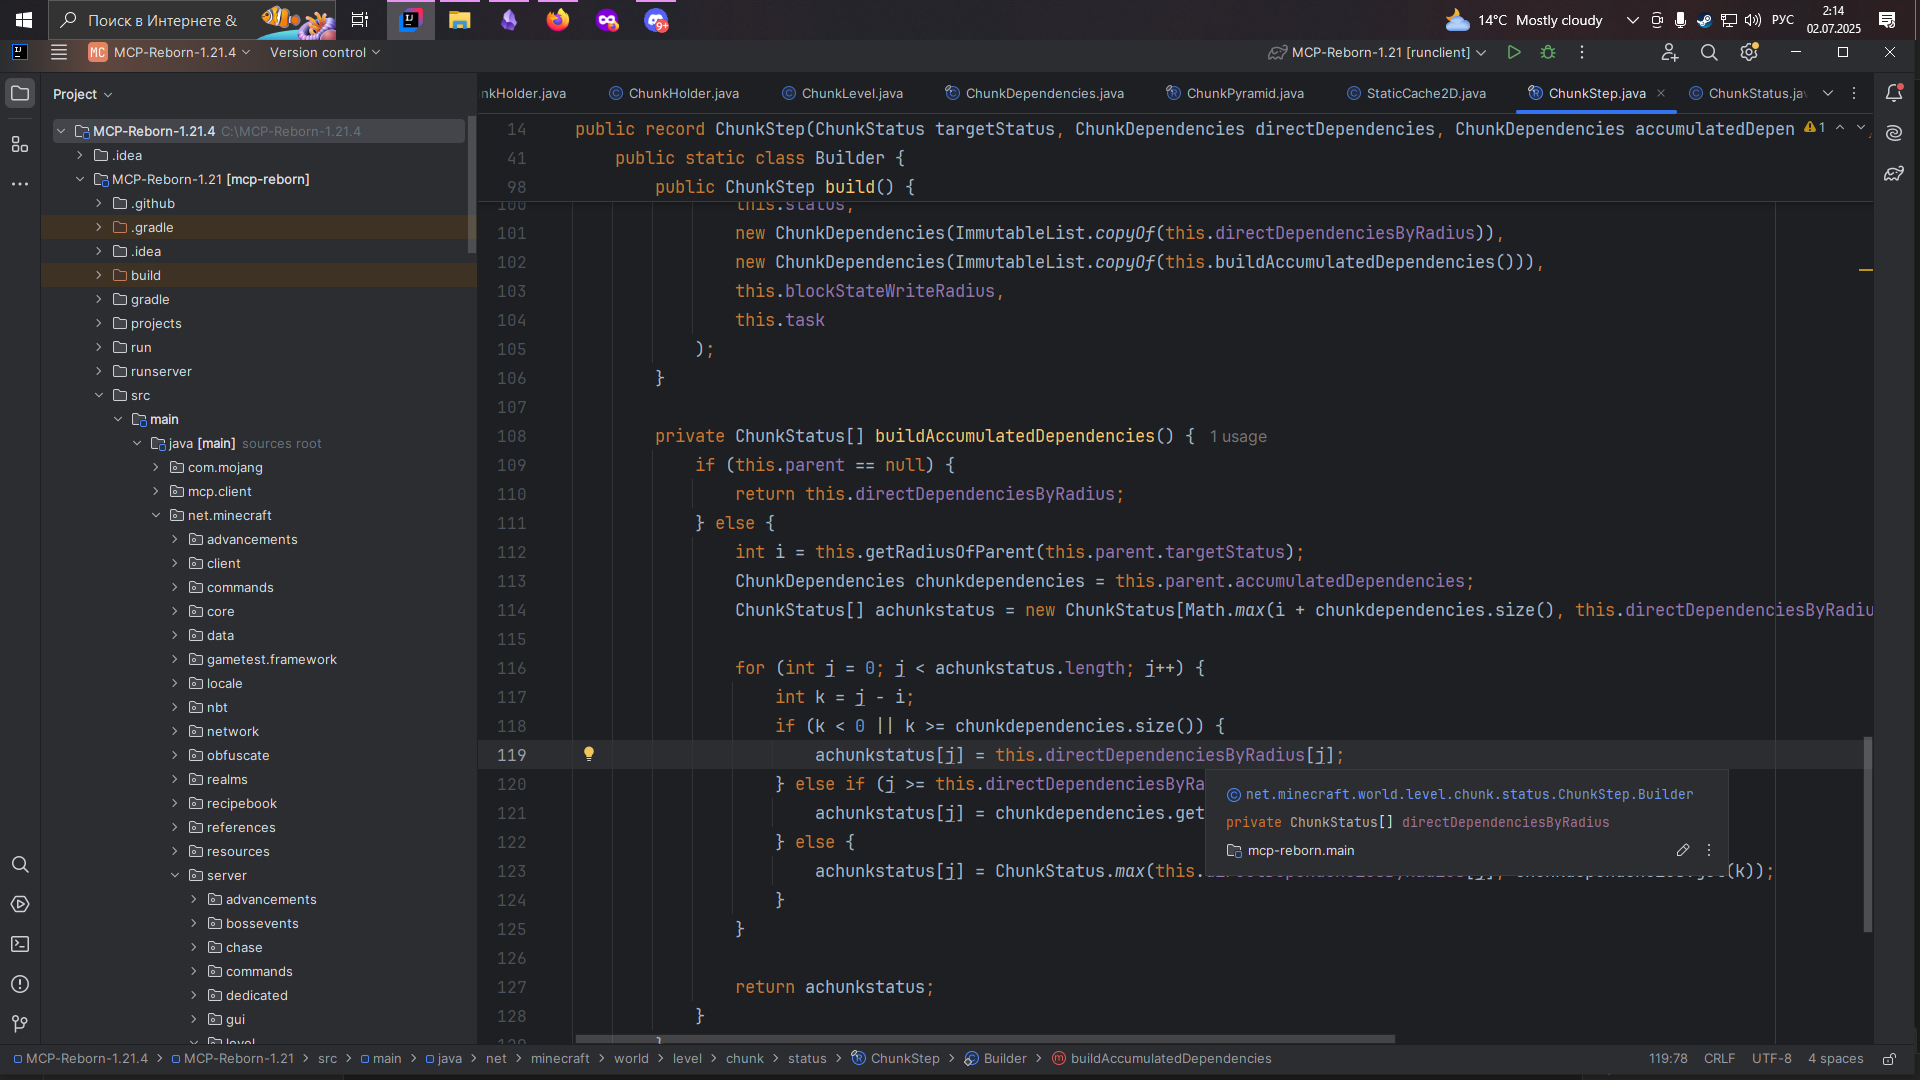 Поиск в Интернете &
9+
14°C Mostly cloudy
РУС
2:14
02.07.2025
MC MCP-Reborn-1.21.4
Version control
MCP-Reborn-1.21 [runclient]
Project
nkHolder.java
ChunkHolder.java
ChunkLevel.java
ChunkDependencies.java
ChunkPyramid.java
StaticCache2D.java
ChunkStep.java
ChunkStatus.jav
MCP-Reborn-1.21.4 C:\MCP-Reborn-1.21.4
.idea
MCP-Reborn-1.21 [mcp-reborn]
.github
.gradle
.idea
build
gradle
projects
run
runserver
src
main
java [main] sources root
com.mojang
mcp.client
net.minecraft
advancements
client
commands
core
data
gametest.framework
locale
nbt
network
obfuscate
realms
recipebook
references
resources
server
advancements
bossevents
chase
commands
dedicated
gui
level
14 public record ChunkStep(ChunkStatus targetStatus, ChunkDependencies directDependencies, ChunkDependencies accumulatedDepen
1
41 public static class Builder {
98 public ChunkStep build() {
100 this.status,
101 new ChunkDependencies(ImmutableList.copyOf(this.directDependenciesByRadius)),
102 new ChunkDependencies(ImmutableList.copyOf(this.buildAccumulatedDependencies())),
103 this.blockStateWriteRadius,
104 this.task
105 );
106 }
107
108 private ChunkStatus[] buildAccumulatedDependencies() { 1 usage
109 if (this.parent == null) {
110 return this.directDependenciesByRadius;
111 } else {
112 int i = this.getRadiusOfParent(this.parent.targetStatus);
113 ChunkDependencies chunkdependencies = this.parent.accumulatedDependencies;
114 ChunkStatus[] achunkstatus = new ChunkStatus[Math.max(i + chunkdependencies.size(), this.directDependenciesByRadiu
115
116 for (int j = 0; j < achunkstatus.length; j++) {
117 int k = j - i;
118 if (k < 0 || k >= chunkdependencies.size()) {
119 achunkstatus[j] = this.directDependenciesByRadius[j];
120 } else if (j >= this.directDependenciesByRa
121 achunkstatus[j] = chunkdependencies.get
122 } else {
123 achunkstatus[j] = ChunkStatus.max(this.directDependenciesByRadius[j], chunkdependencies.get(k));
124 }
125 }
126
127 return achunkstatus;
128 }
129 }
net.minecraft.world.level.chunk.status.ChunkStep.Builder
private ChunkStatus[] directDependenciesByRadius
mcp-reborn.main
MCP-Reborn-1.21.4 > MCP-Reborn-1.21 > src > main > java > net > minecraft > world > level > chunk > status > ChunkStep > Builder > buildAccumulatedDependencies
119:78 CRLF UTF-8 4 spaces